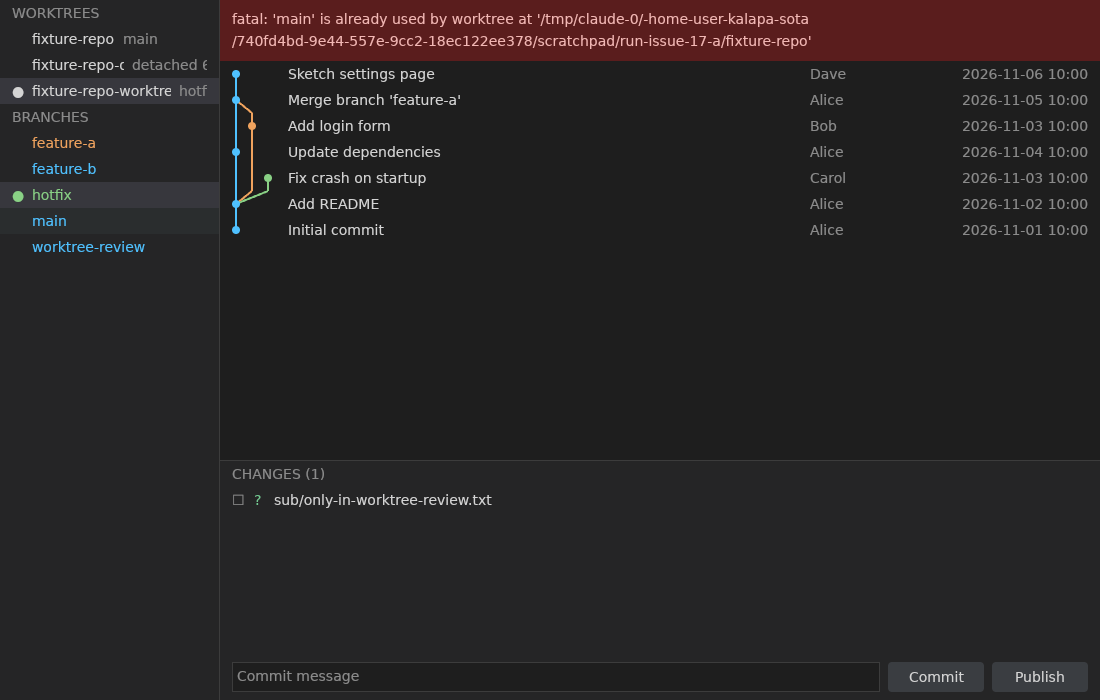 WORKTREES
fixture-repo main
fixture-repo-c detached 6
fixture-repo-worktre hotf
BRANCHES
feature-a
feature-b
hotfix
main
worktree-review
fatal: 'main' is already used by worktree at '/tmp/claude-0/-home-user-kalapa-sota
/740fd4bd-9e44-557e-9cc2-18ec122ee378/scratchpad/run-issue-17-a/fixture-repo'
Sketch settings page Dave 2026-11-06 10:00
Merge branch 'feature-a' Alice 2026-11-05 10:00
Add login form Bob 2026-11-03 10:00
Update dependencies Alice 2026-11-04 10:00
Fix crash on startup Carol 2026-11-03 10:00
Add README Alice 2026-11-02 10:00
Initial commit Alice 2026-11-01 10:00
CHANGES (1)
? sub/only-in-worktree-review.txt
Commit message
Commit
Publish